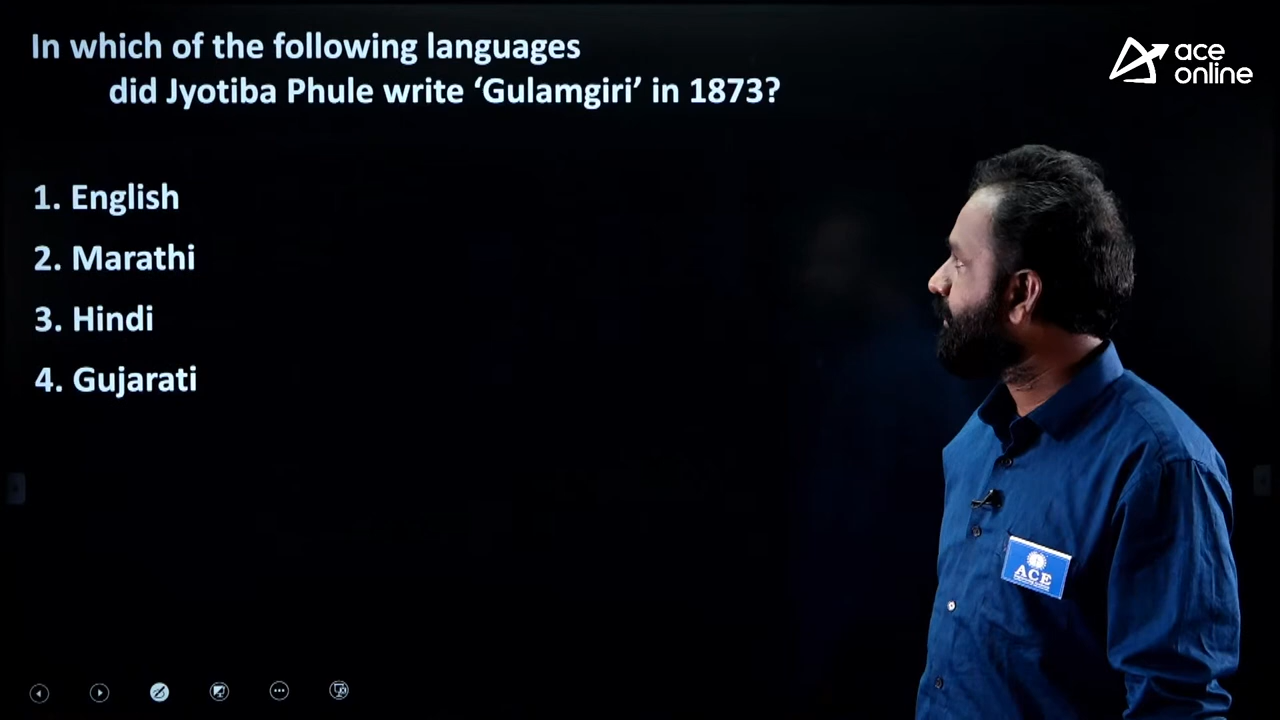 In which of the following languages
did Jyotiba Phule write ‘Gulamgiri’ in 1873?
ace
online
1. English
2. Marathi
3. Hindi
4. Gujarati
ACE